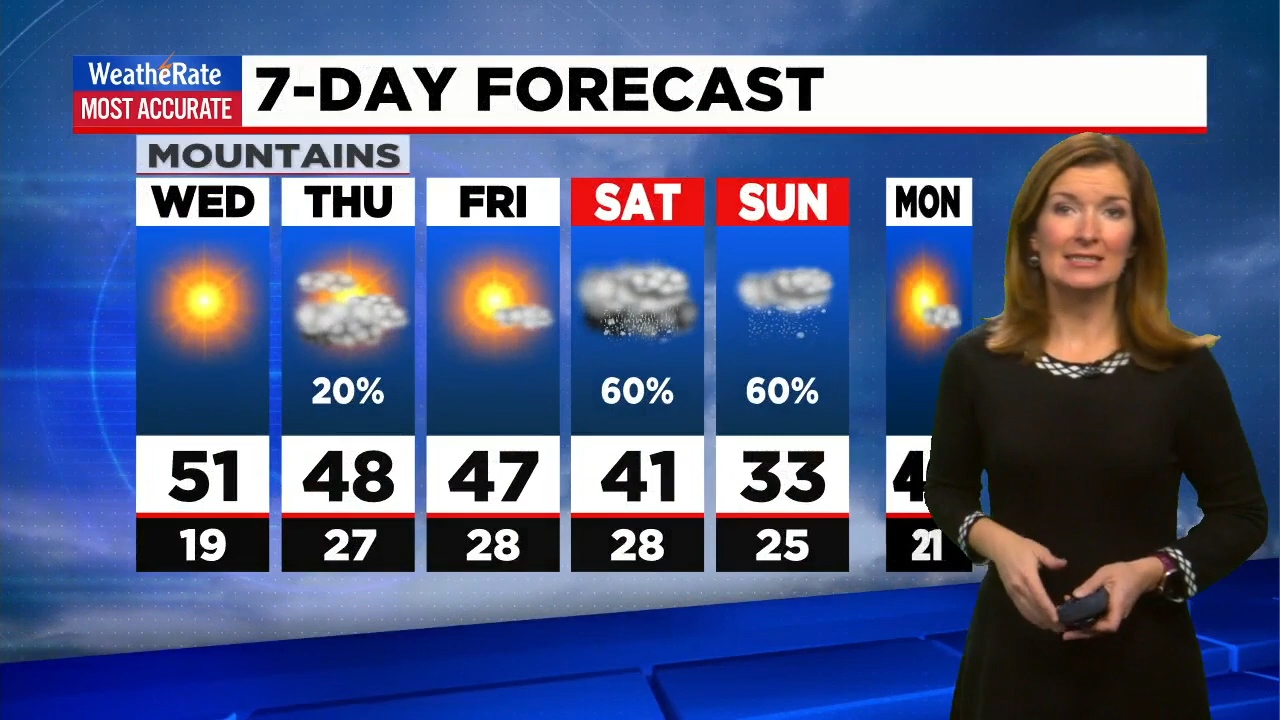 WeatheRate
MOST ACCURATE
7-DAY FORECAST
MOUNTAINS
WED THU FRI SAT SUN MON
20% 60% 60%
51 48 47 41 33
19 27 28 28 25 21